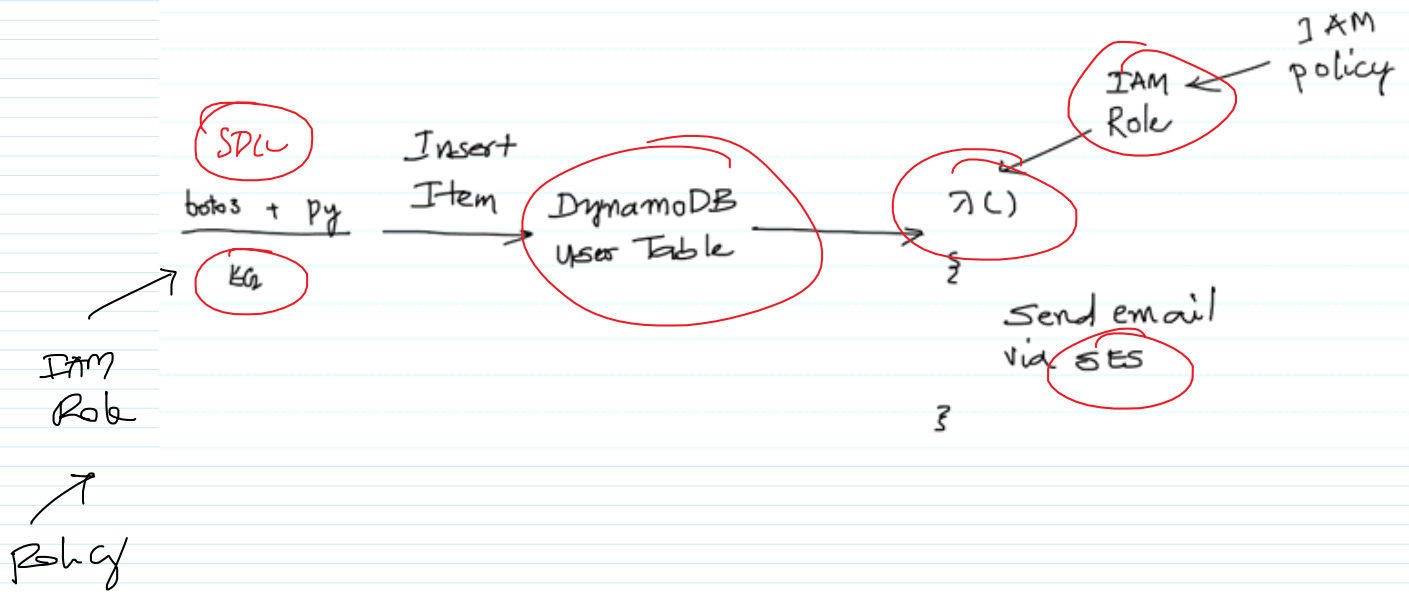 boto3 + py
EC2
IAM
Role
Policy
Insert
Item
DynamoDB
User Table
λ()
{
Send email
via SES
}
IAM
Role
IAM
policy